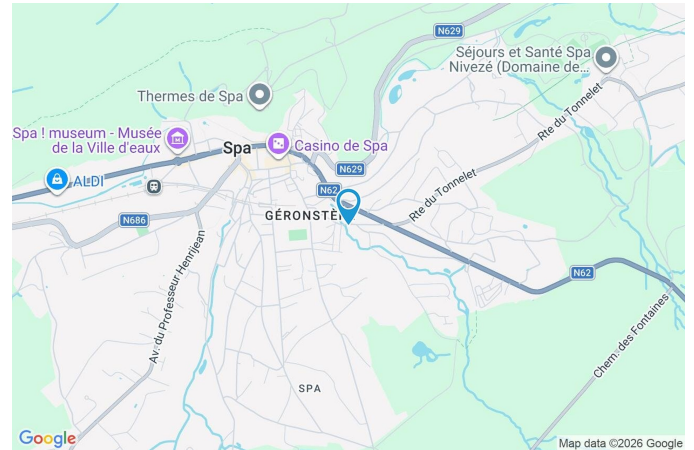 N629
Séjours et Santé Spa
Nivezé (Domaine de...
Thermes de Spa
Rte du Tonnelet
Spa ! museum - Musée
de la Ville d'eaux
Spa
Casino de Spa
N629
ALDI
N62
Rte du Tonnelet
N686
GÉRONSTÈ
N62
Av. du Professeur Henrijean
Chem. des Fontaines
SPA
Google
Map data ©2026 Google